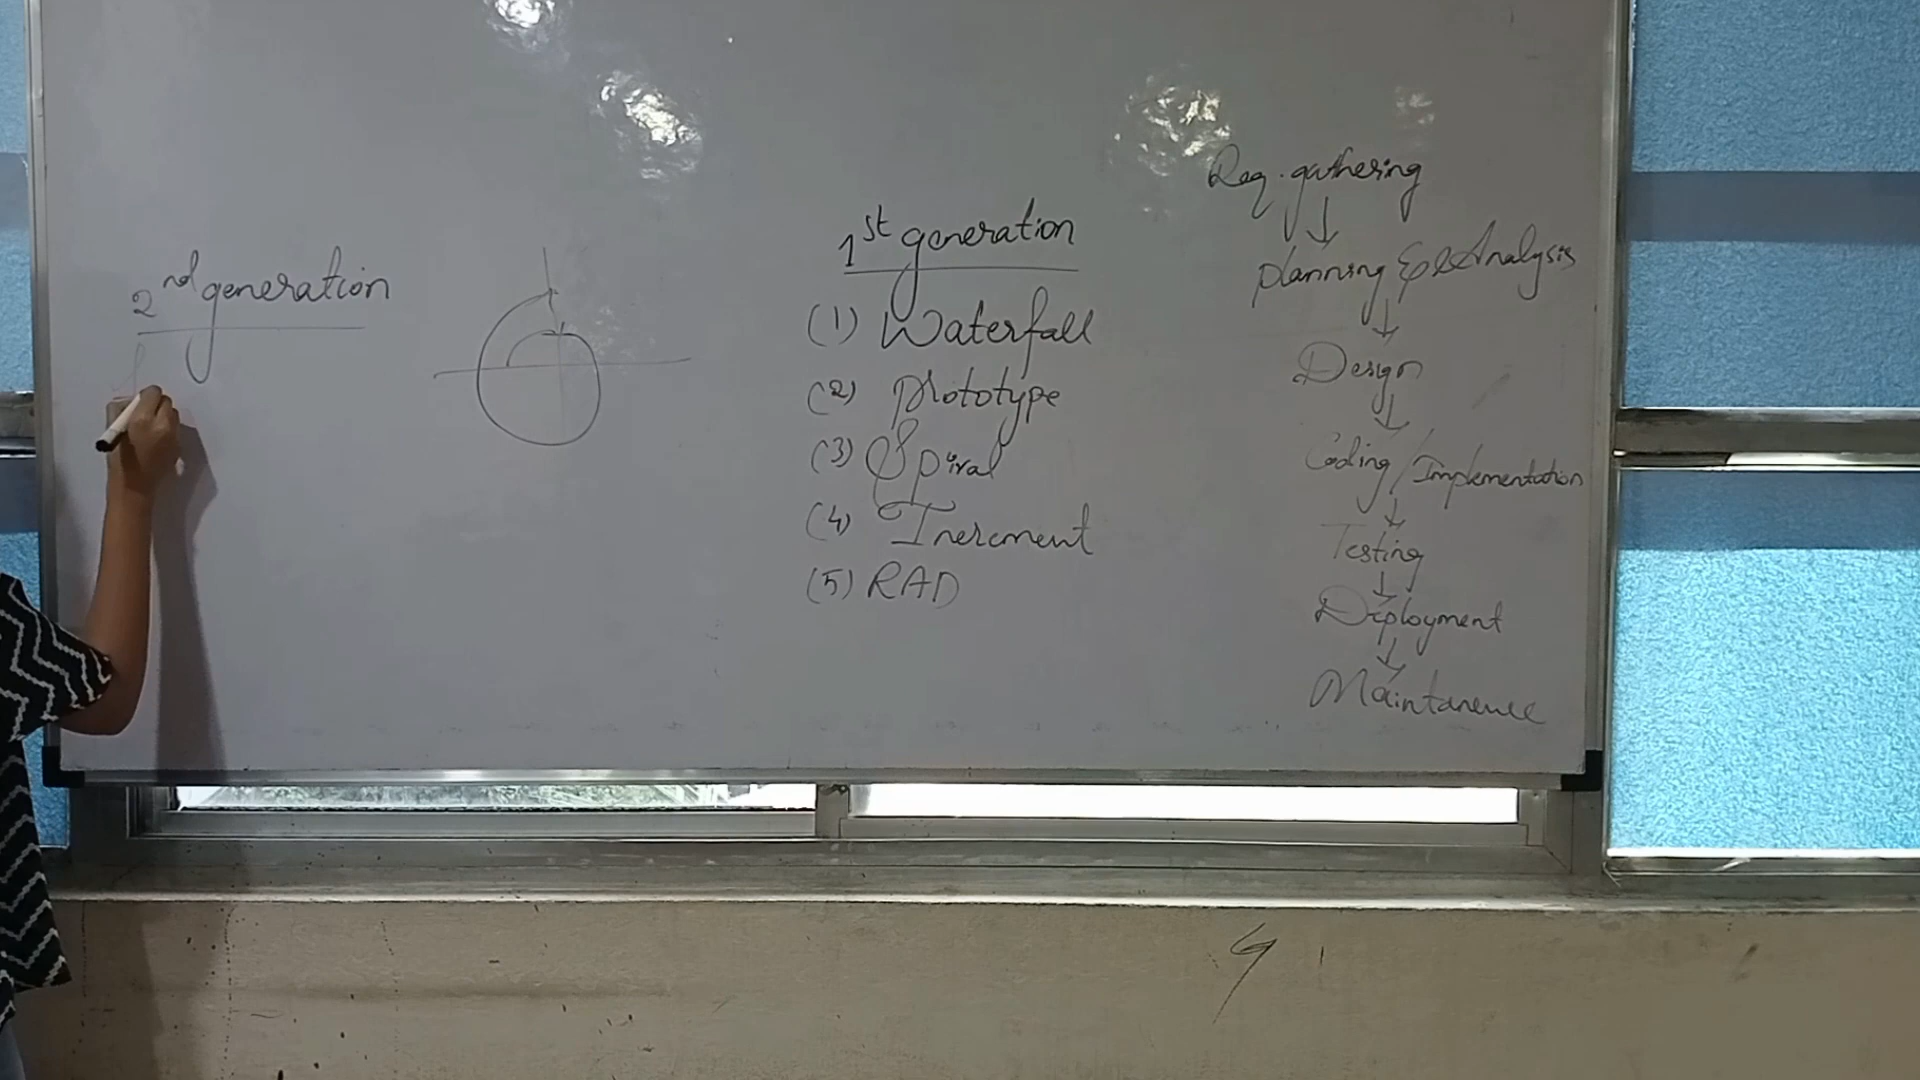 2nd generation
1st generation
(1) Waterfall
(2) Prototype
(3) Spiral
(4) Increment
(5) RAD
Req. gathering
↓
Planning & Analysis
↓
Design
↓
Coding / Implementation
↓
Testing
↓
Deployment
↓
Maintanence